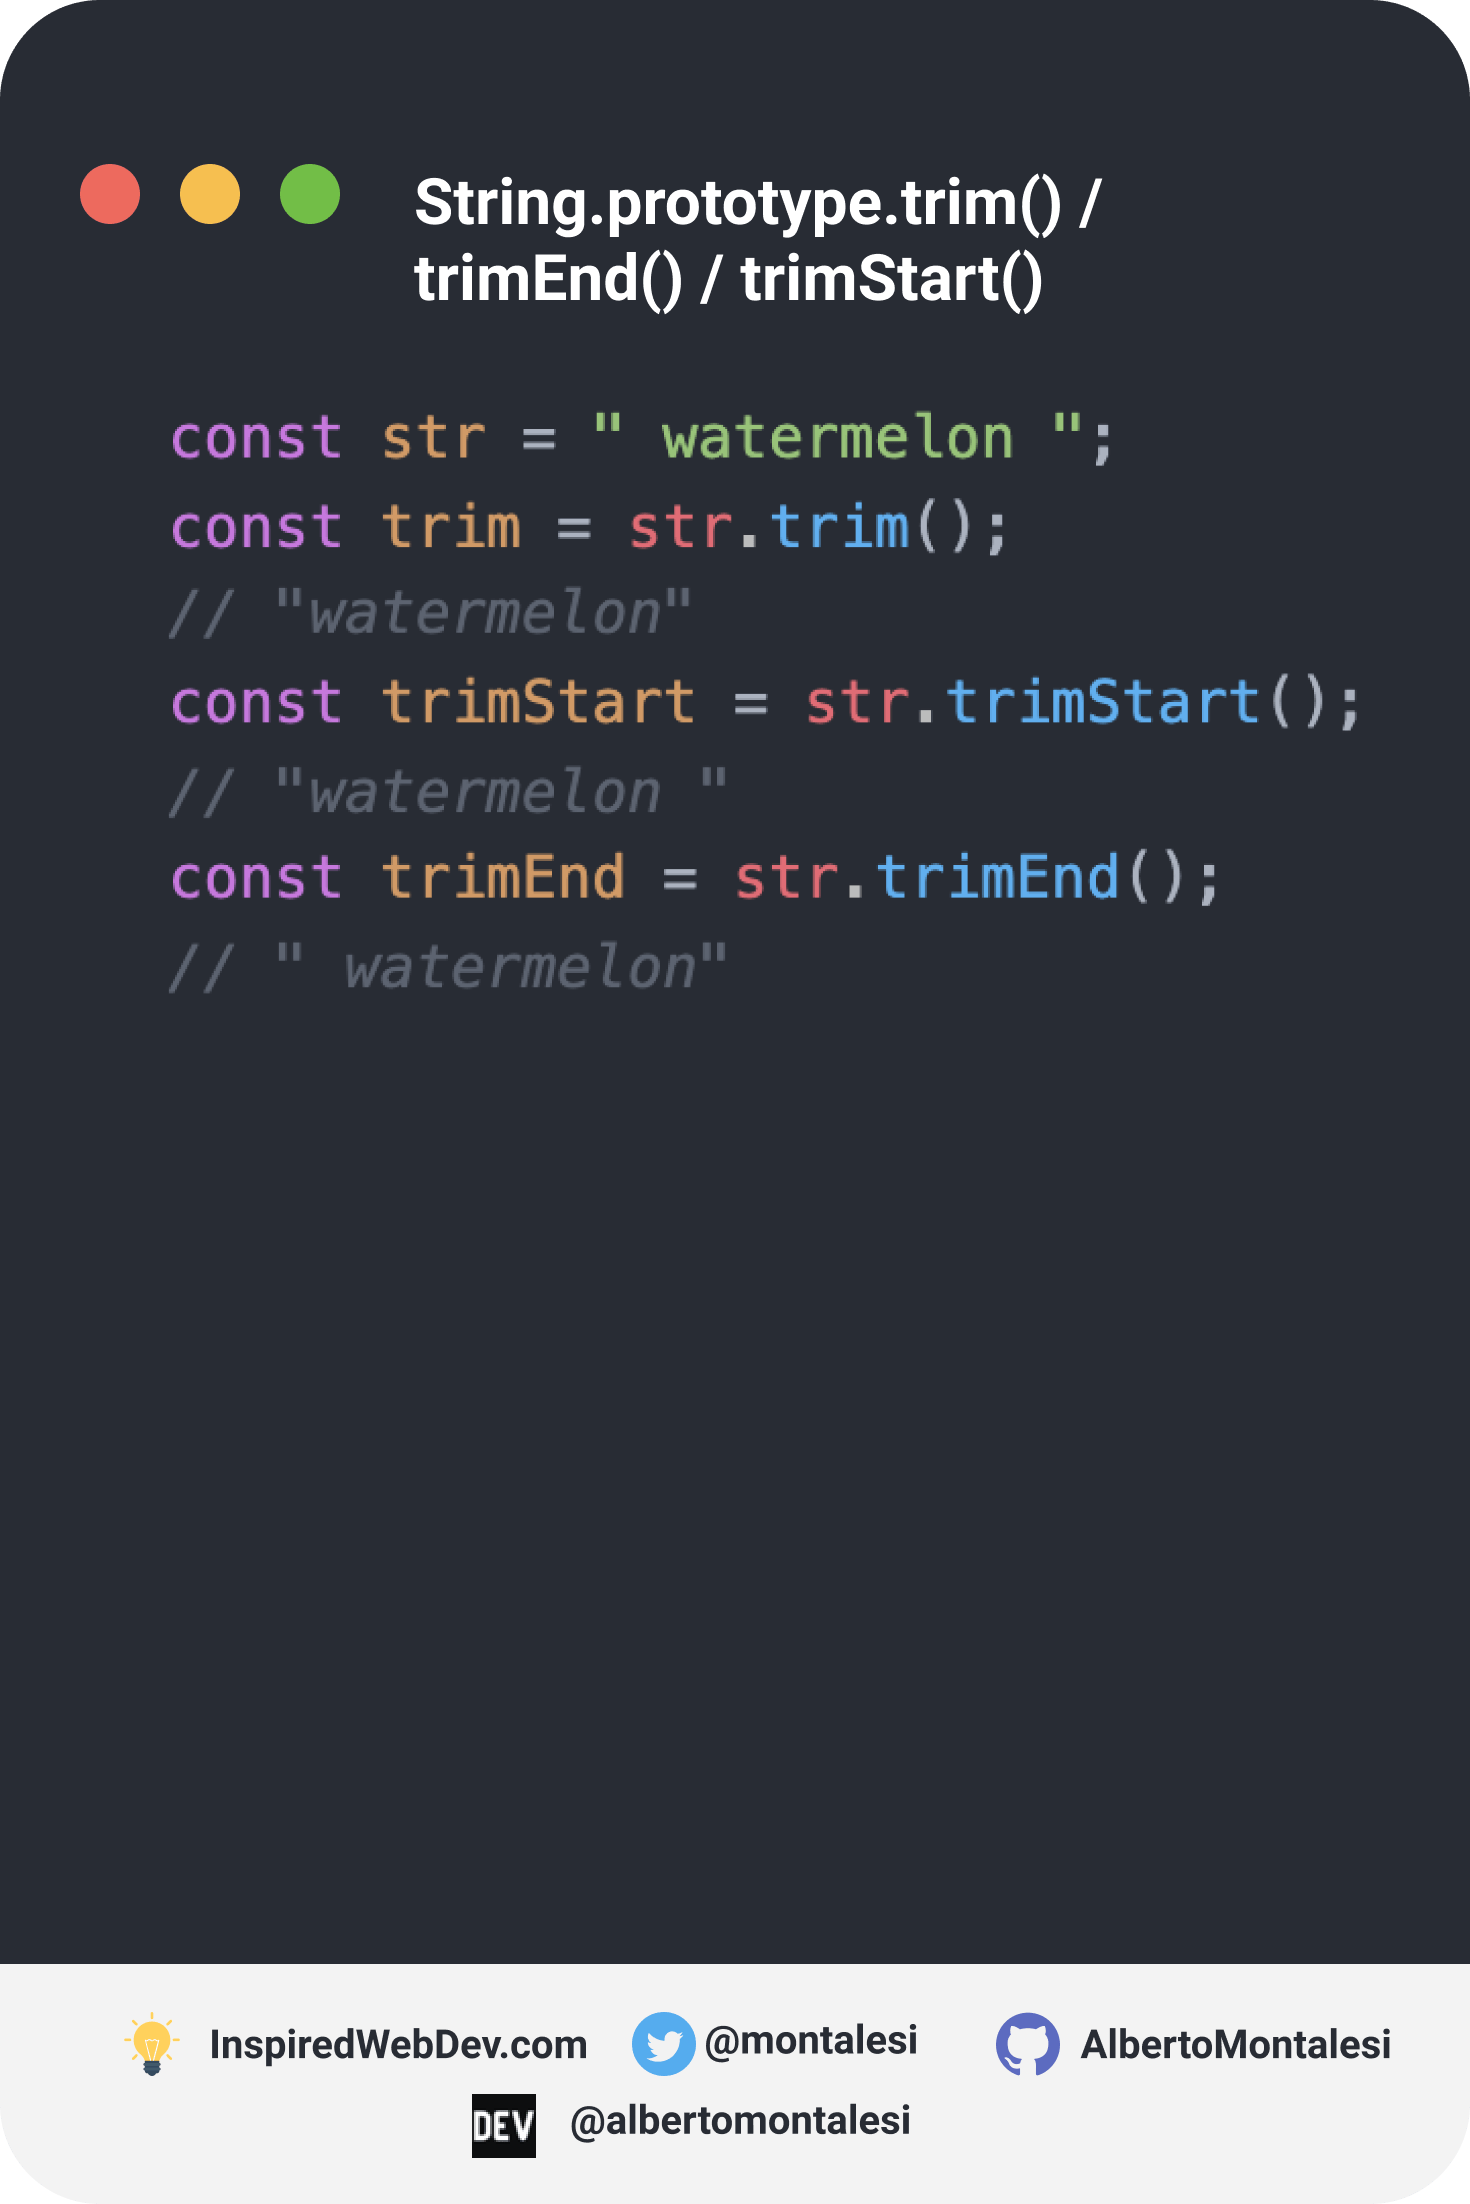 String.prototype.trim() /
trimEnd() / trimStart()
const str = " watermelon ";
const trim = str.trim();
// "watermelon"
const trimStart = str.trimStart();
// "watermelon "
const trimEnd = str.trimEnd();
// " watermelon"
InspiredWebDev.com @montalesi AlbertoMontalesi
DEV @albertomontalesi